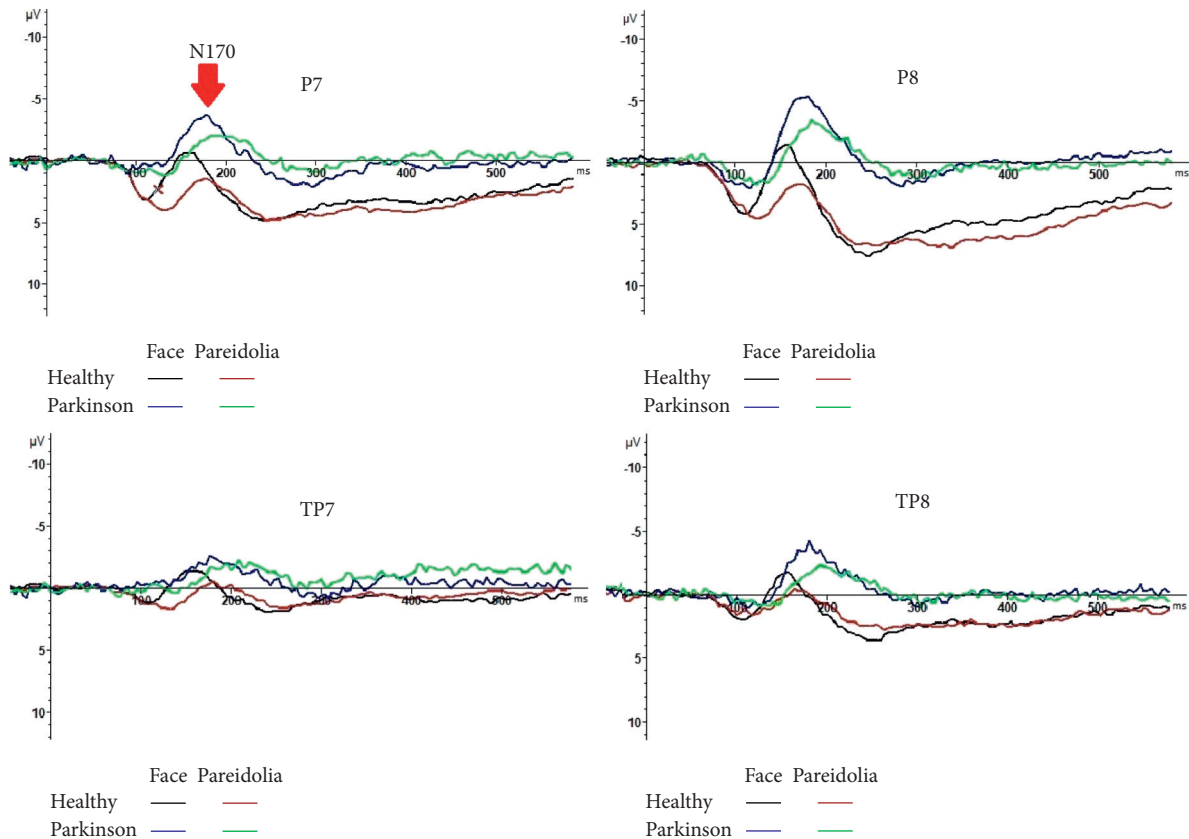 µV
-10
-5
5
10
N170
P7
100
200
300
400
500
ms
Face Pareidolia
Healthy
Parkinson
µV
-10
-5
5
10
P8
100
200
300
400
500
ms
Face Pareidolia
Healthy
Parkinson
µV
-10
-5
5
10
TP7
100
200
300
400
500
ms
Face Pareidolia
Healthy
Parkinson
µV
-10
-5
5
10
TP8
100
200
300
400
500
ms
Face Pareidolia
Healthy
Parkinson